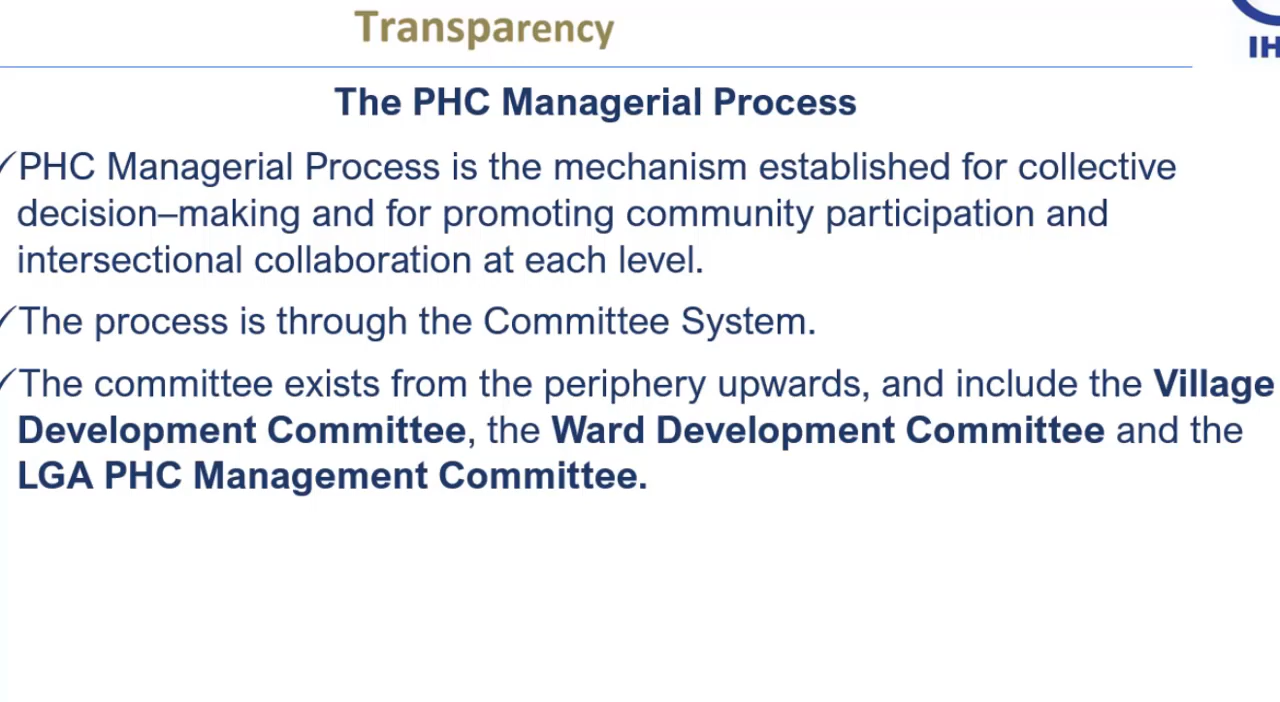 Transparency
IH
The PHC Managerial Process
✓PHC Managerial Process is the mechanism established for collective
decision–making and for promoting community participation and
intersectional collaboration at each level.
✓The process is through the Committee System.
✓The committee exists from the periphery upwards, and include the Village
Development Committee, the Ward Development Committee and the
LGA PHC Management Committee.